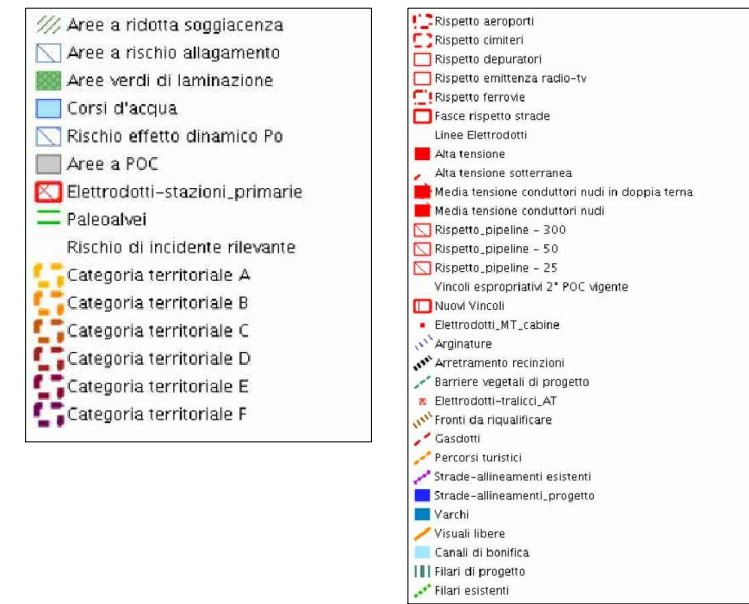 Aree a ridotta soggiacenza
Aree a rischio allagamento
Aree verdi di laminazione
Corsi d'acqua
Rischio effetto dinamico Po
Aree a POC
Elettrodotti-stazioni_primarie
Paleoalvei
Rischio di incidente rilevante
Categoria territoriale A
Categoria territoriale B
Categoria territoriale C
Categoria territoriale D
Categoria territoriale E
Categoria territoriale F
Rispetto aeroporti
Rispetto cimiteri
Rispetto depuratori
Rispetto emittenza radio-tv
Rispetto ferrovie
Fasce rispetto strade
Linee Elettrodotti
Alta tensione
Alta tensione sotterranea
Media tensione conduttori nudi in doppia terna
Media tensione conduttori nudi
Rispetto_pipeline - 300
Rispetto_pipeline - 50
Rispetto_pipeline - 25
Vincoli espropriativi 2° POC vigente
Nuovi Vincoli
Elettrodotti_MT_cabine
Arginature
Arretramento recinzioni
Barriere vegetali di progetto
Elettrodotti-tralicci_AT
Fronti da riqualificare
Gasdotti
Percorsi turistici
Strade-allineamenti esistenti
Strade-allineamenti_progetto
Varchi
Visuali libere
Canali di bonifica
Filari di progetto
Filari esistenti